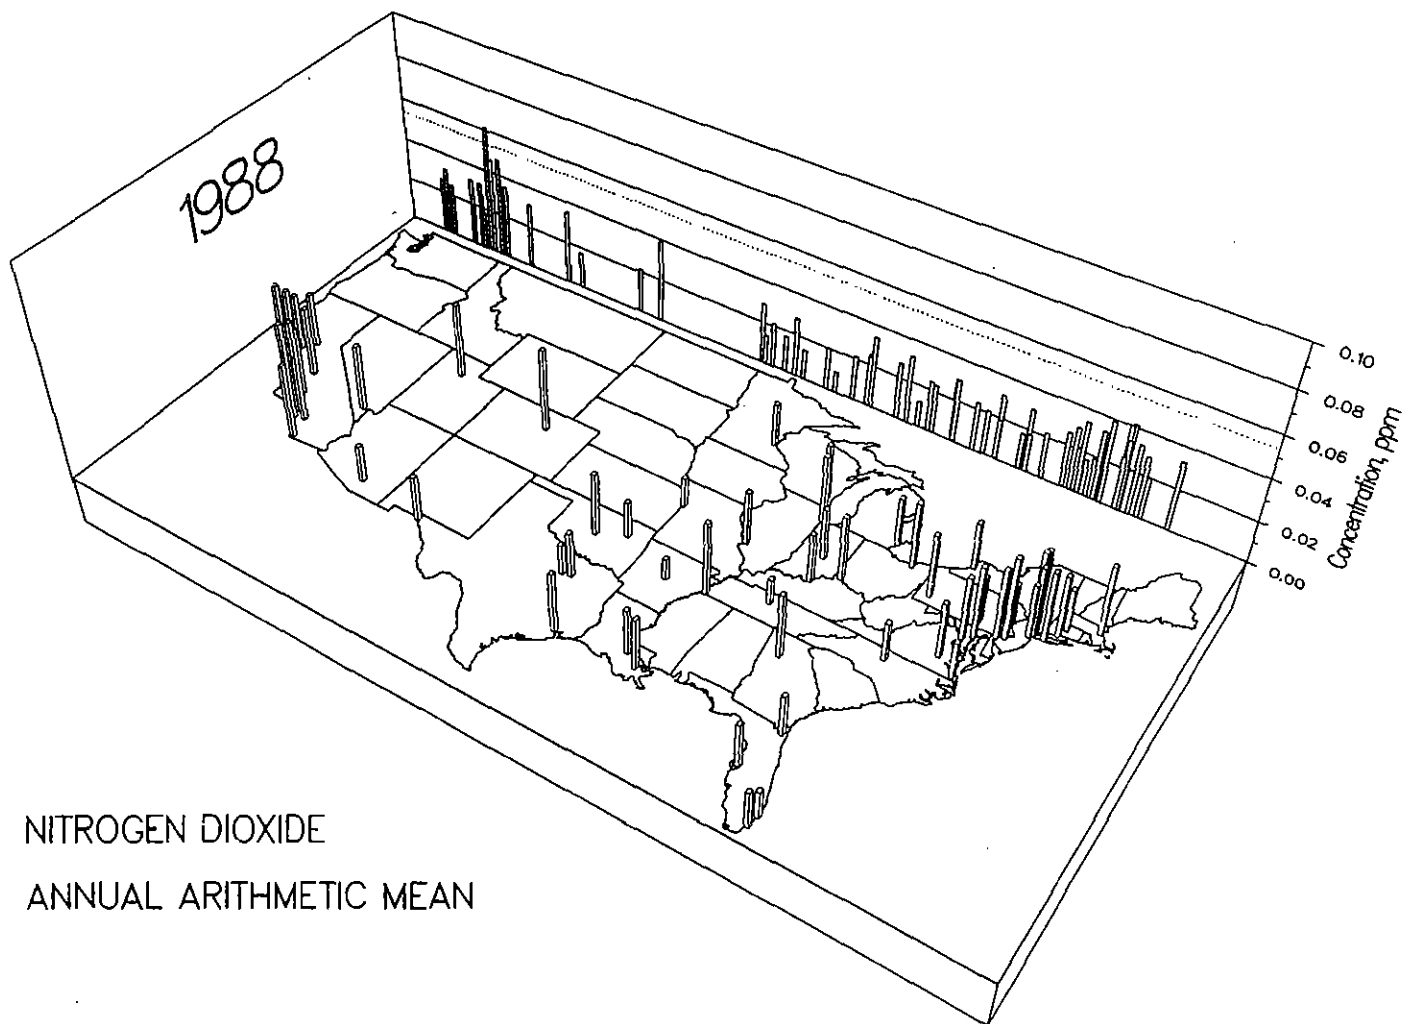 1988
0.10
0.08
0.06
0.04
0.02
0.00
Concentration, ppm
NITROGEN DIOXIDE
ANNUAL ARITHMETIC MEAN